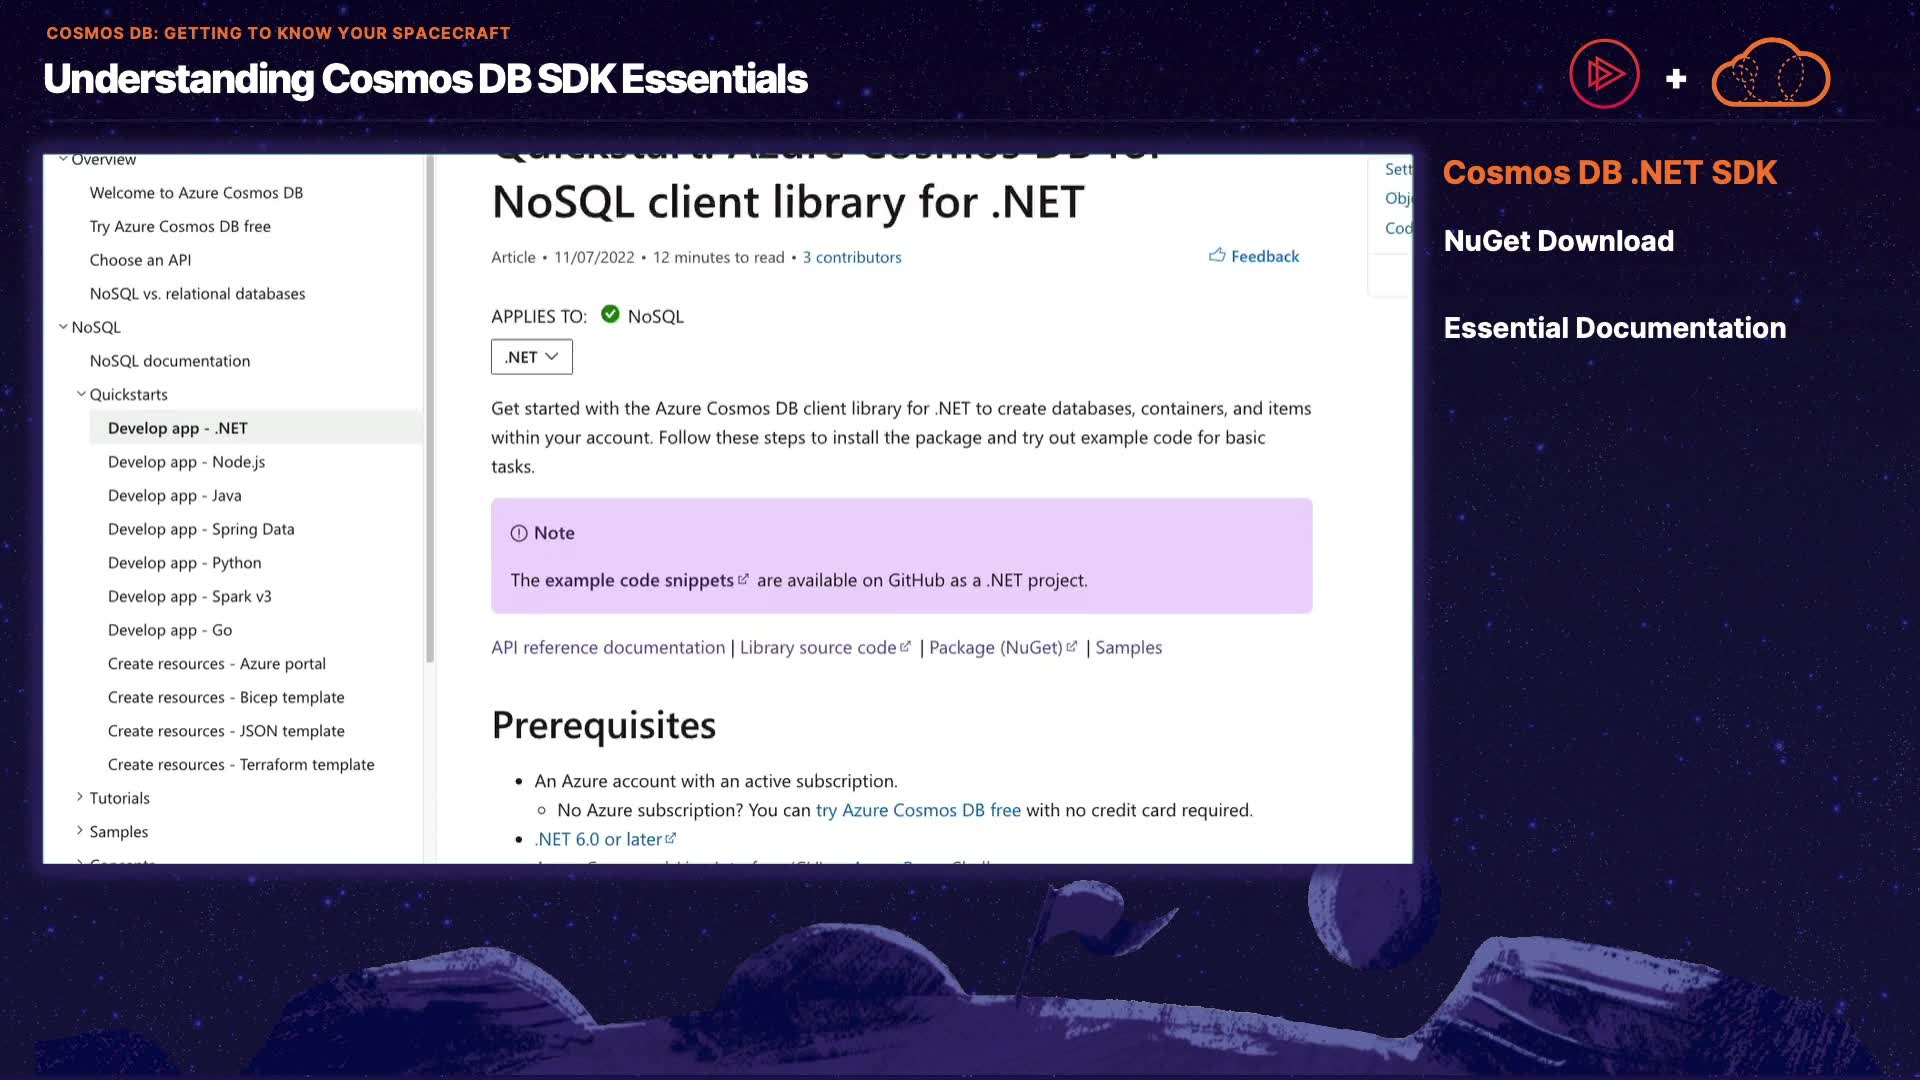 COSMOS DB: GETTING TO KNOW YOUR SPACECRAFT
Understanding Cosmos DB SDK Essentials
Overview
Welcome to Azure Cosmos DB
Try Azure Cosmos DB free
Choose an API
NoSQL vs. relational databases
NoSQL
NoSQL documentation
Quickstarts
Develop app - .NET
Develop app - Node.js
Develop app - Java
Develop app - Spring Data
Develop app - Python
Develop app - Spark v3
Develop app - Go
Create resources - Azure portal
Create resources - Bicep template
Create resources - JSON template
Create resources - Terraform template
Tutorials
Samples
Quickstart: Azure Cosmos DB for
NoSQL client library for .NET
Article • 11/07/2022 • 12 minutes to read • 3 contributors
Feedback
APPLIES TO: NoSQL
.NET
Get started with the Azure Cosmos DB client library for .NET to create databases, containers, and items
within your account. Follow these steps to install the package and try out example code for basic
tasks.
Note
The example code snippets are available on GitHub as a .NET project.
API reference documentation | Library source code | Package (NuGet) | Samples
Prerequisites
• An Azure account with an active subscription.
No Azure subscription? You can try Azure Cosmos DB free with no credit card required.
• .NET 6.0 or later
Sett
Obj
Cod
Cosmos DB .NET SDK
NuGet Download
Essential Documentation